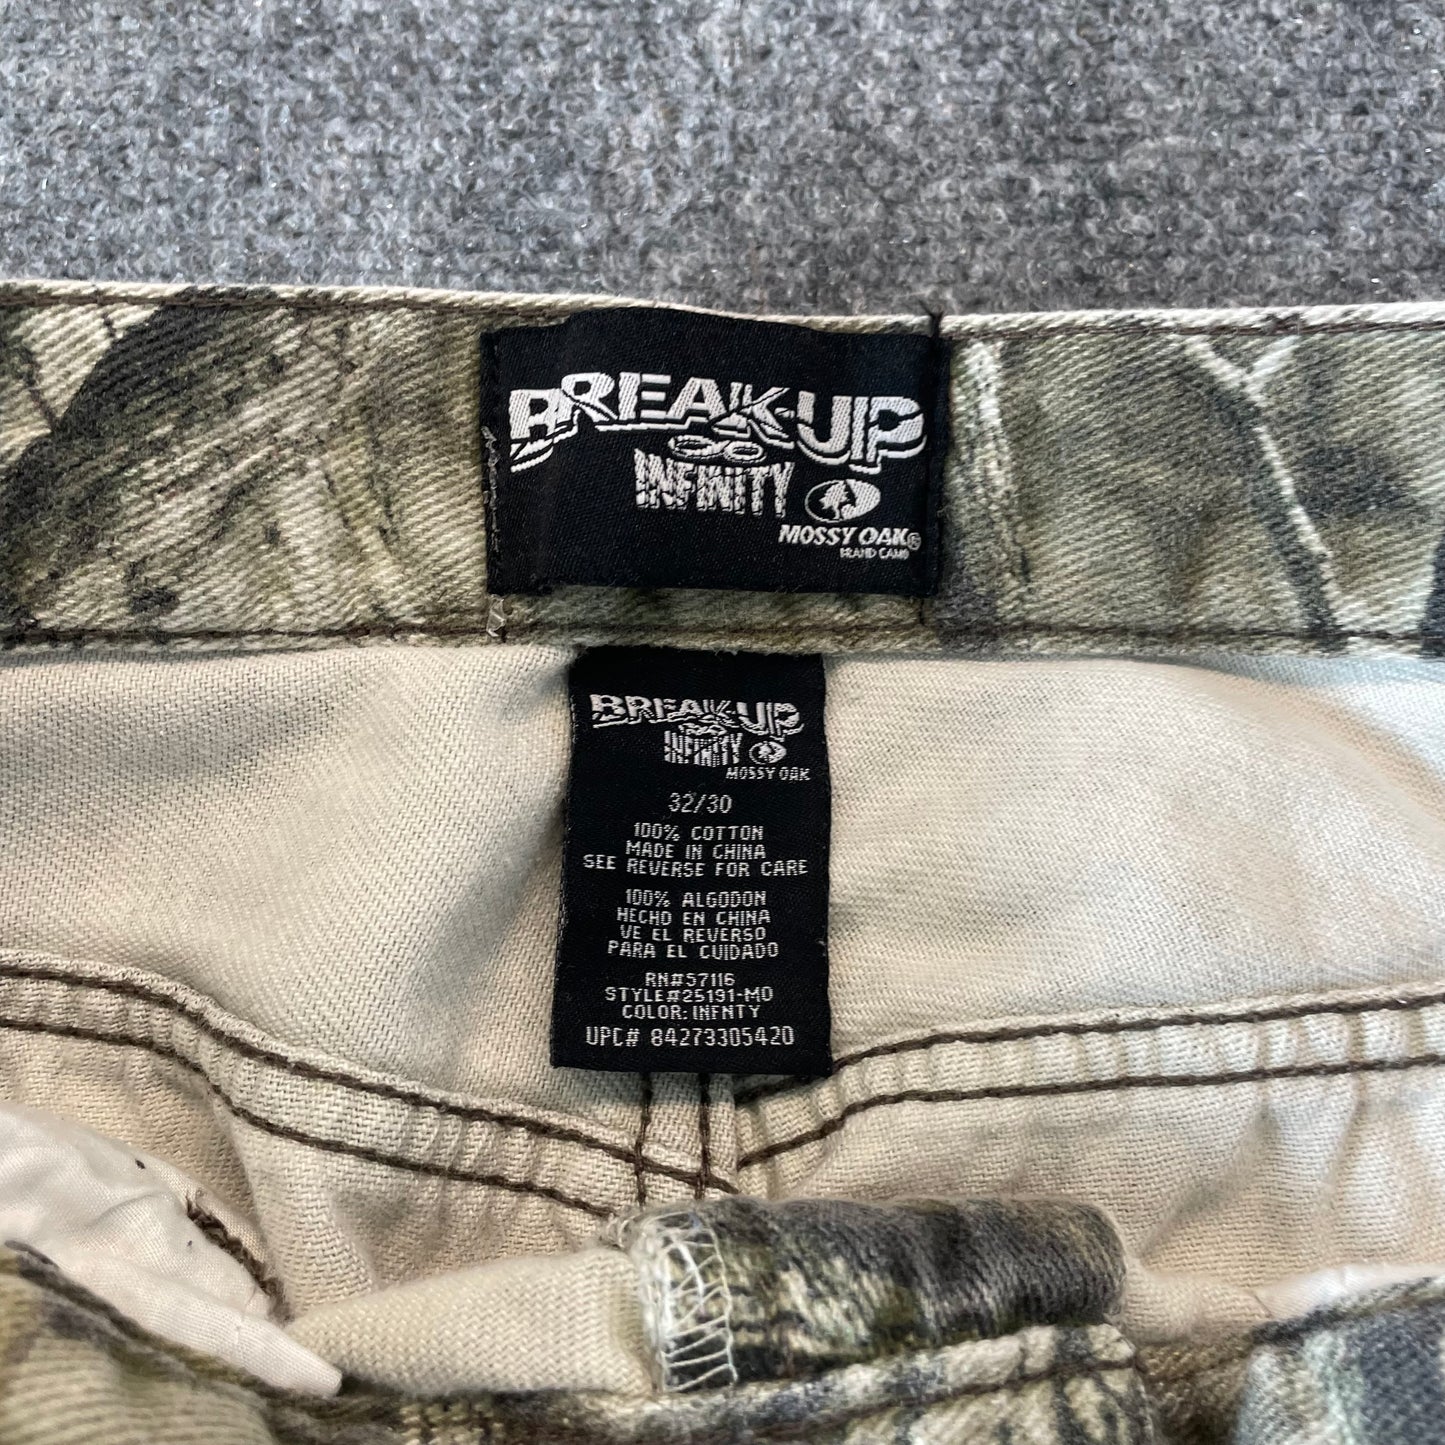 BREAK-UP
INFINITY
MOSSY OAK®
BRAND CAMO
BREAK-UP
INFINITY
MOSSY OAK
32/30
100% COTTON
MADE IN CHINA
SEE REVERSE FOR CARE
100% ALGODON
HECHO EN CHINA
VE EL REVERSO
PARA EL CUIDADO
RN#57116
STYLE#25191-MO
COLOR: INFNTY
UPC# 84273305420